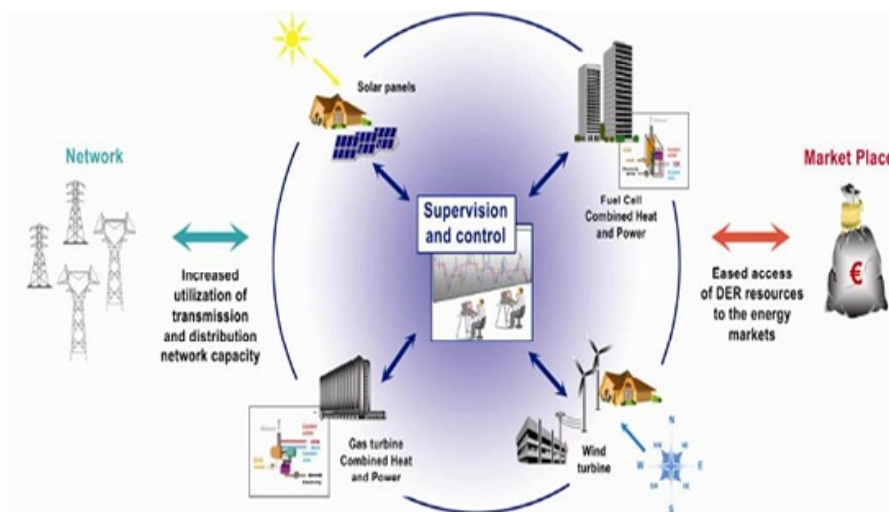 Solar panels
Network
Market Place
Supervision
and control
Fuel Cell
Combined Heat
and Power
Increased
utilization of
transmission
and distribution
network capacity
Eased access
of DER resources
to the energy
markets
€
Gas turbine
Combined Heat
and Power
Wind
turbine
N
W
E
S